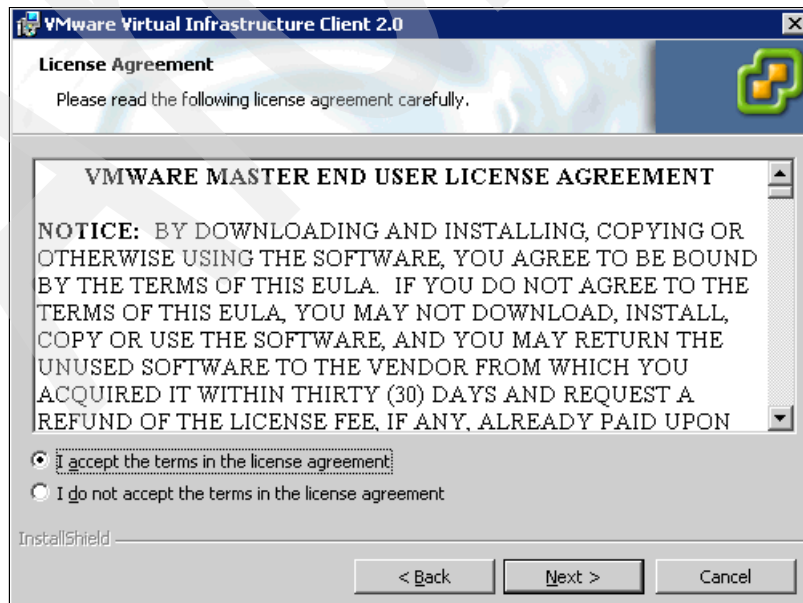 VMware Virtual Infrastructure Client 2.0
License Agreement
Please read the following license agreement carefully.
VMWARE MASTER END USER LICENSE AGREEMENT
NOTICE: BY DOWNLOADING AND INSTALLING, COPYING OR
OTHERWISE USING THE SOFTWARE, YOU AGREE TO BE BOUND
BY THE TERMS OF THIS EULA. IF YOU DO NOT AGREE TO THE
TERMS OF THIS EULA, YOU MAY NOT DOWNLOAD, INSTALL,
COPY OR USE THE SOFTWARE, AND YOU MAY RETURN THE
UNUSED SOFTWARE TO THE VENDOR FROM WHICH YOU
ACQUIRED IT WITHIN THIRTY (30) DAYS AND REQUEST A
REFUND OF THE LICENSE FEE, IF ANY, ALREADY PAID UPON
I accept the terms in the license agreement
I do not accept the terms in the license agreement
InstallShield
< Back Next > Cancel